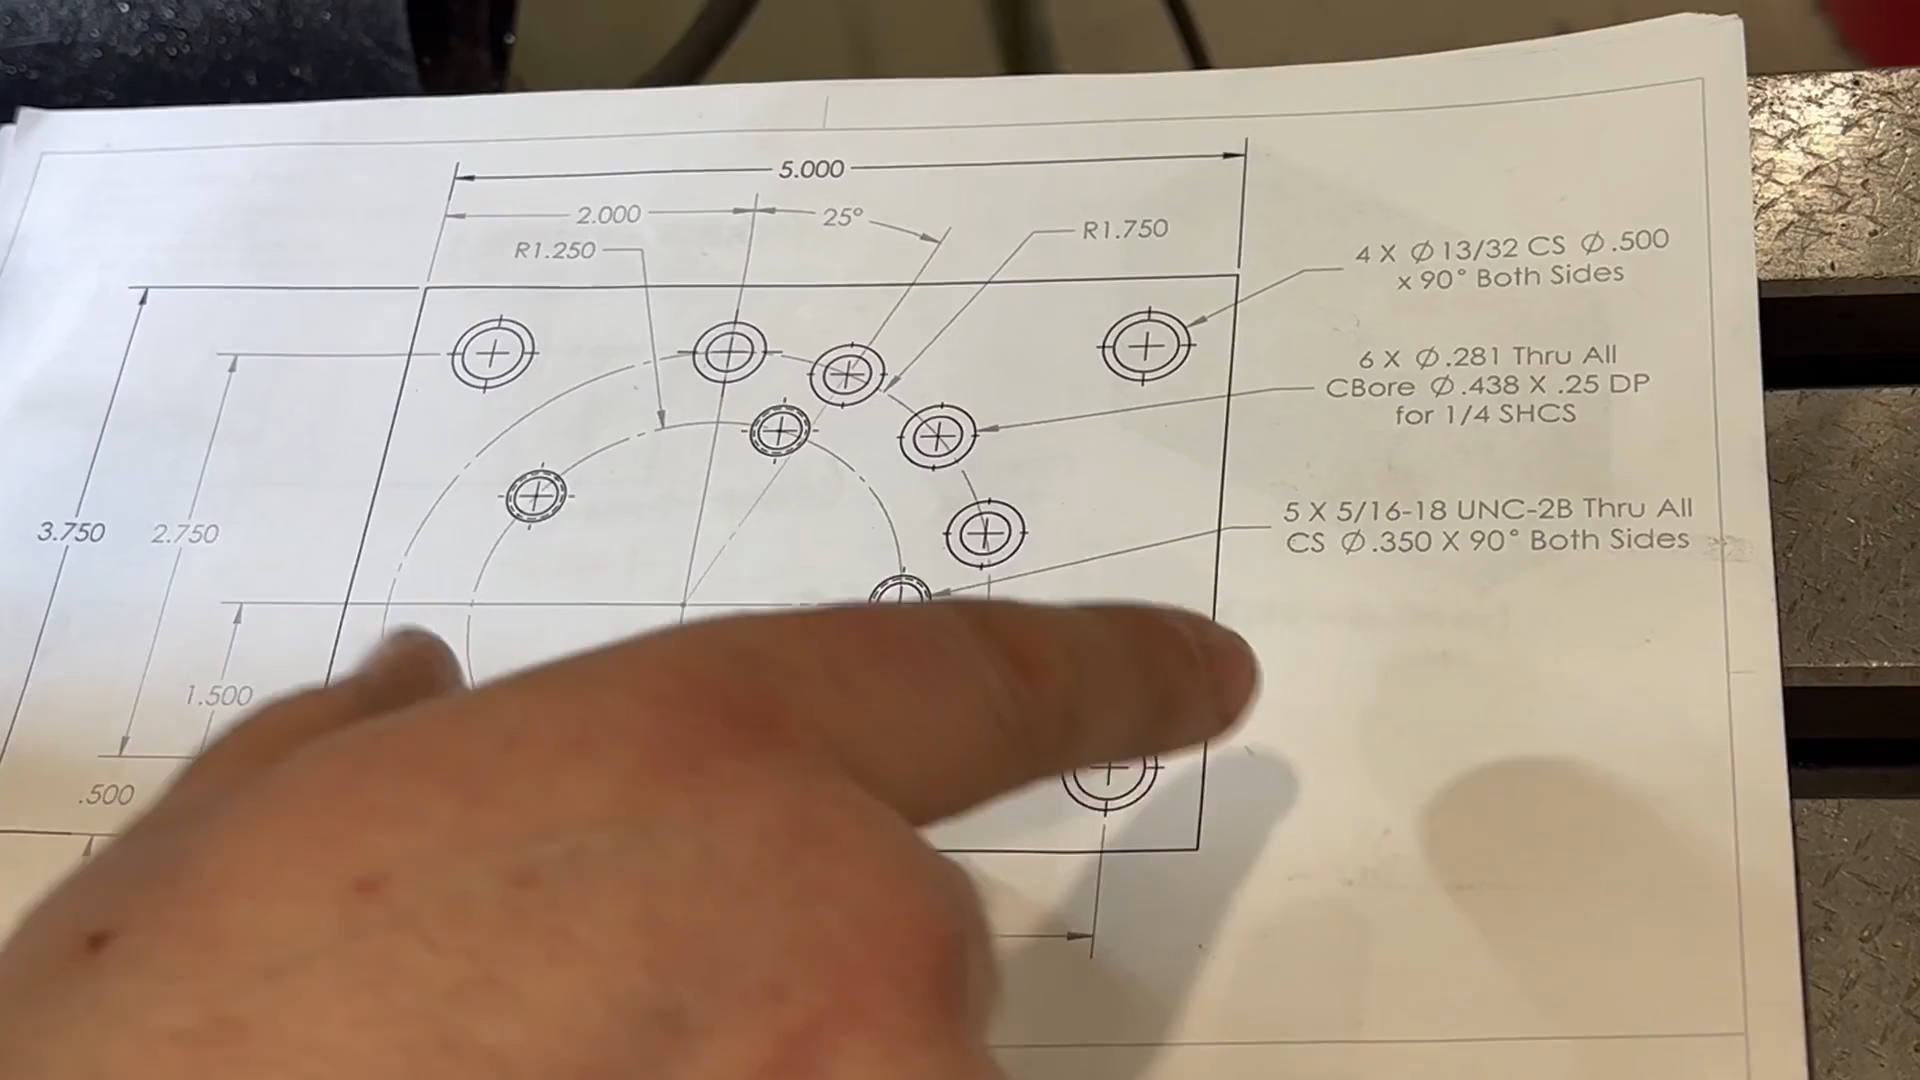 5.000
2.000
25°
R1.250
R1.750
4 X Ø 13/32 CS Ø .500
x 90° Both Sides
6 X Ø .281 Thru All
CBore Ø .438 X .25 DP
for 1/4 SHCS
5 X 5/16-18 UNC-2B Thru All
CS Ø .350 X 90° Both Sides
3.750
2.750
1.500
.500